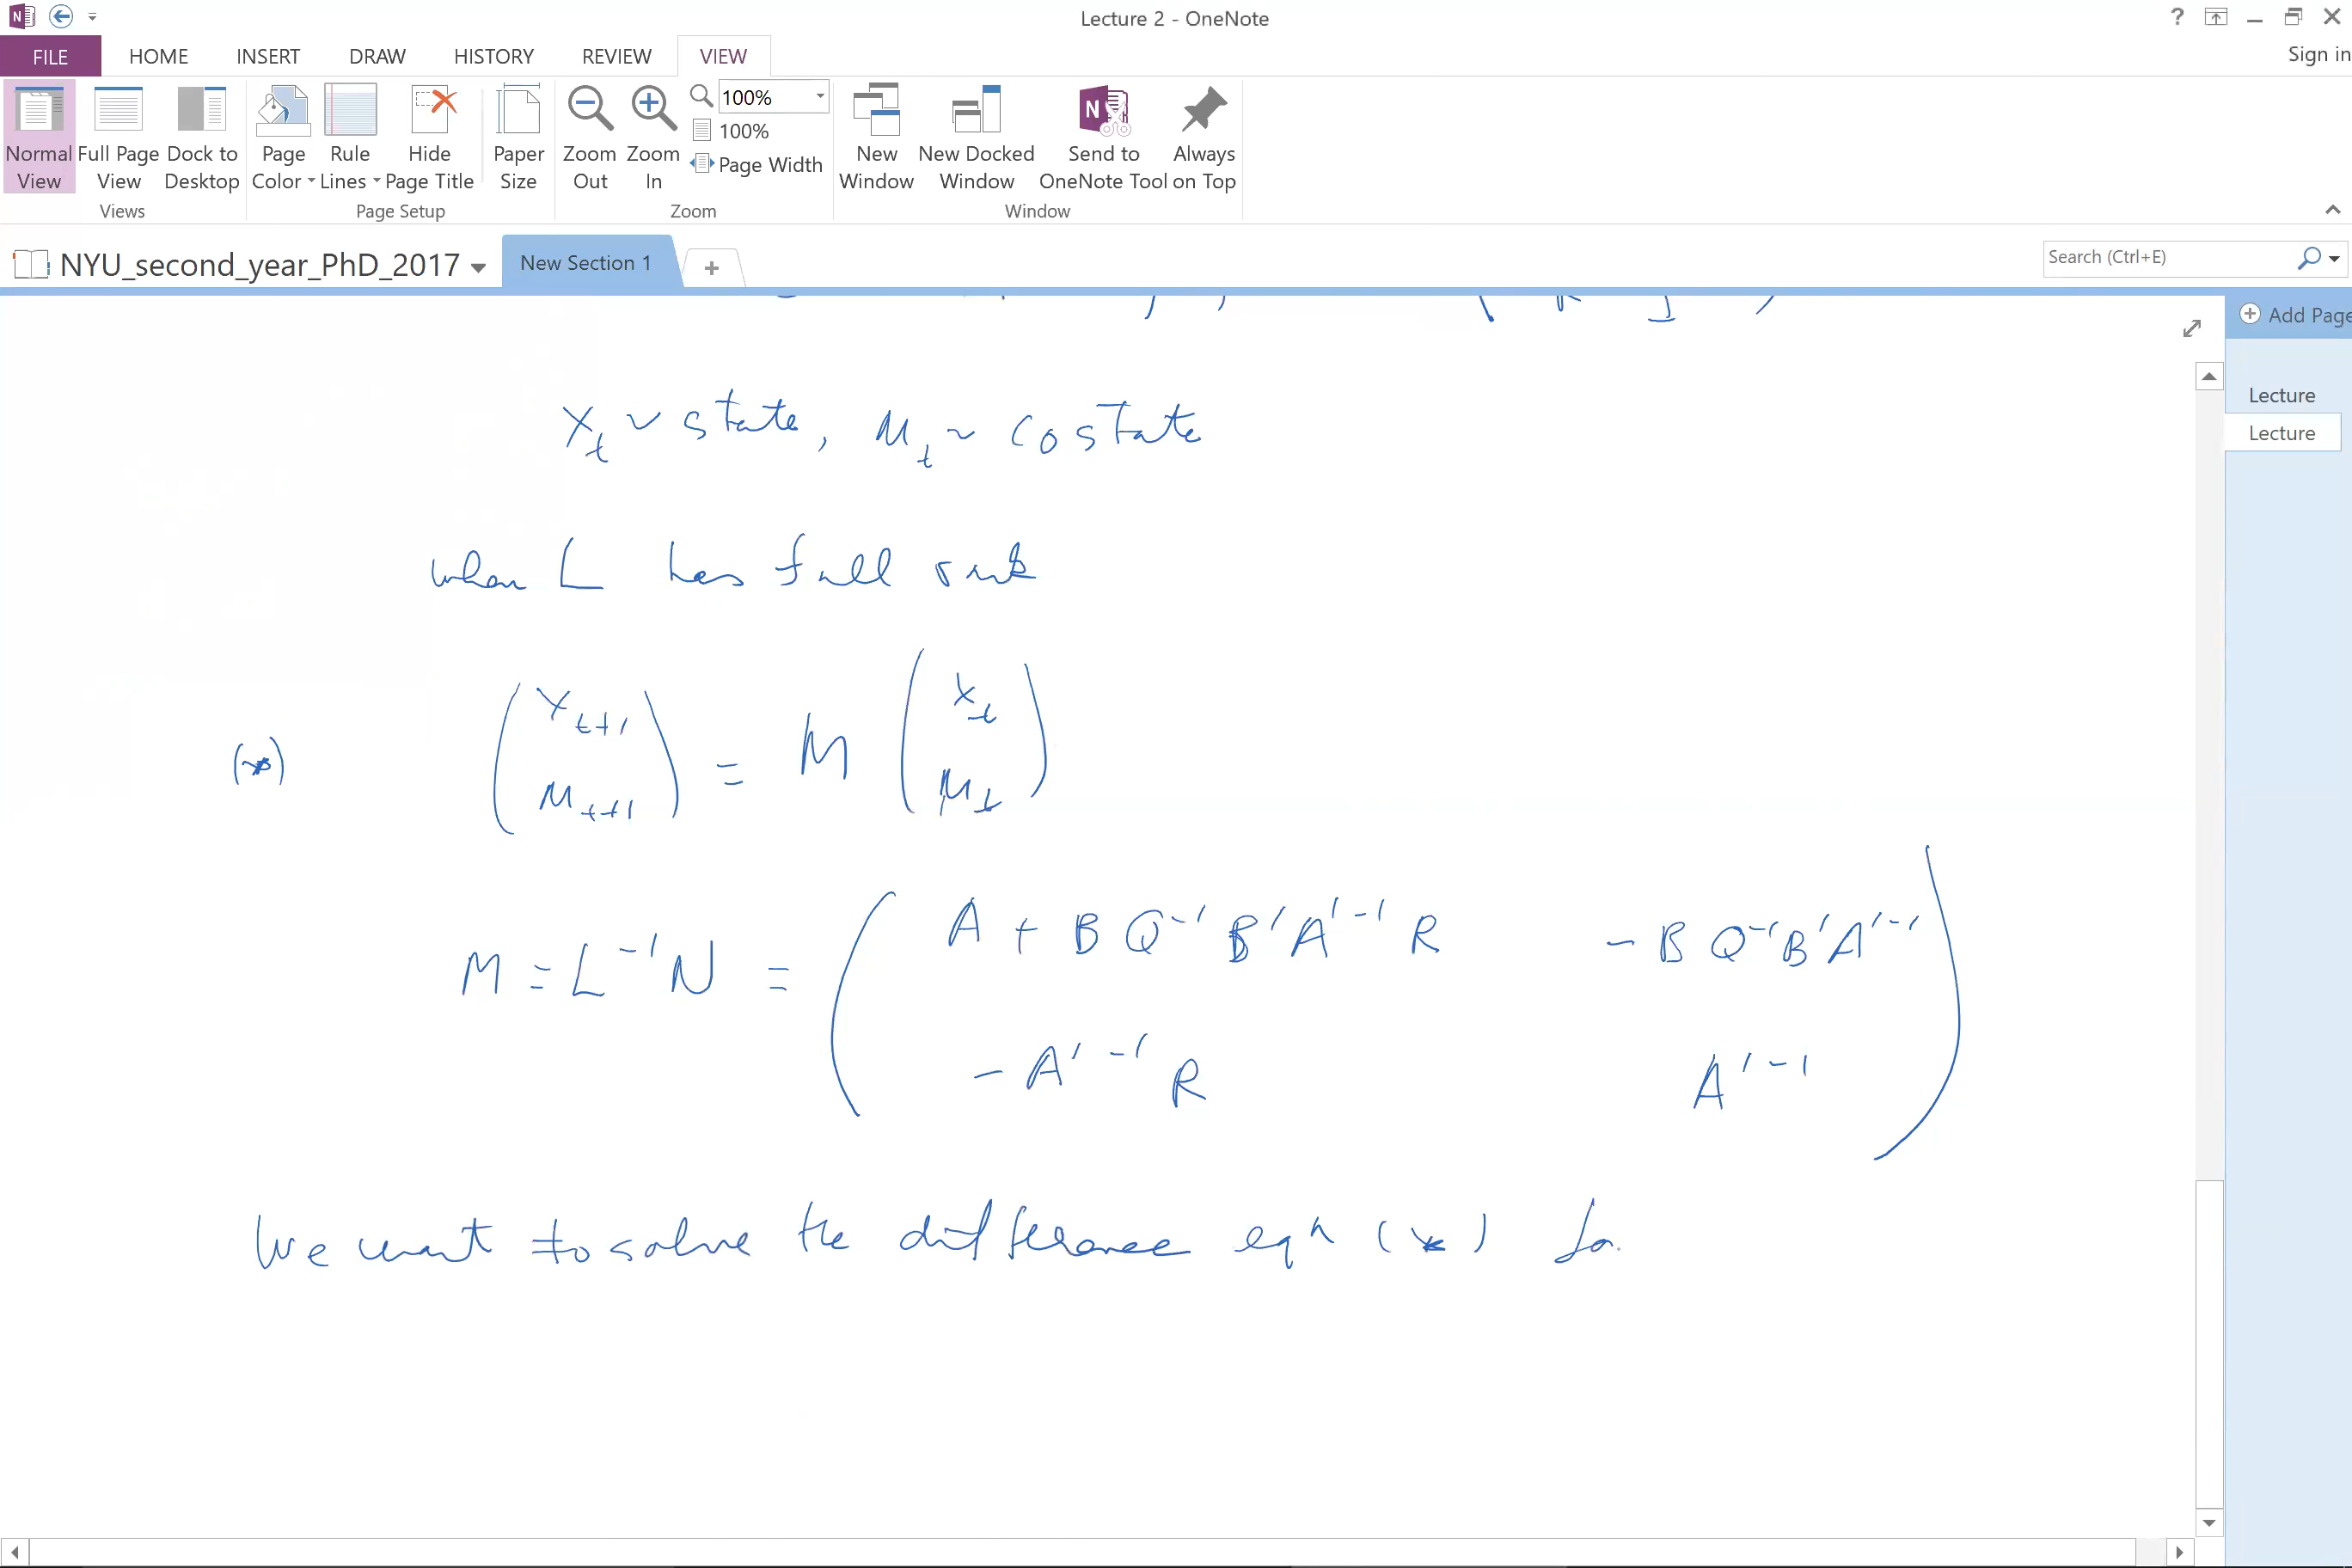 Lecture 2 - OneNote
? Sign in
FILE HOME INSERT DRAW HISTORY REVIEW VIEW
Normal View
Full Page View
Dock to Desktop
Views
Page Color
Rule Lines
Hide Page Title
Paper Size
Page Setup
Zoom Out
Zoom In
100%
100%
Page Width
Zoom
New Window
New Docked Window
Send to OneNote Tool
Always on Top
Window
NYU_second_year_PhD_2017 New Section 1 +
Search (Ctrl+E)
Add Page
Lecture
Lecture
x_t ~ state, μ_t ~ costate
when L has full rank
(*) (x_{t+1} μ_{t+1}) = M (x_t μ_t)
M = L^{-1}N = ( A + BQ^{-1}B'A'^{-1}R   -BQ^{-1}B'A'^{-1}
-A'^{-1}R   A'^{-1} )
We want to solve the difference eqn (*) fo